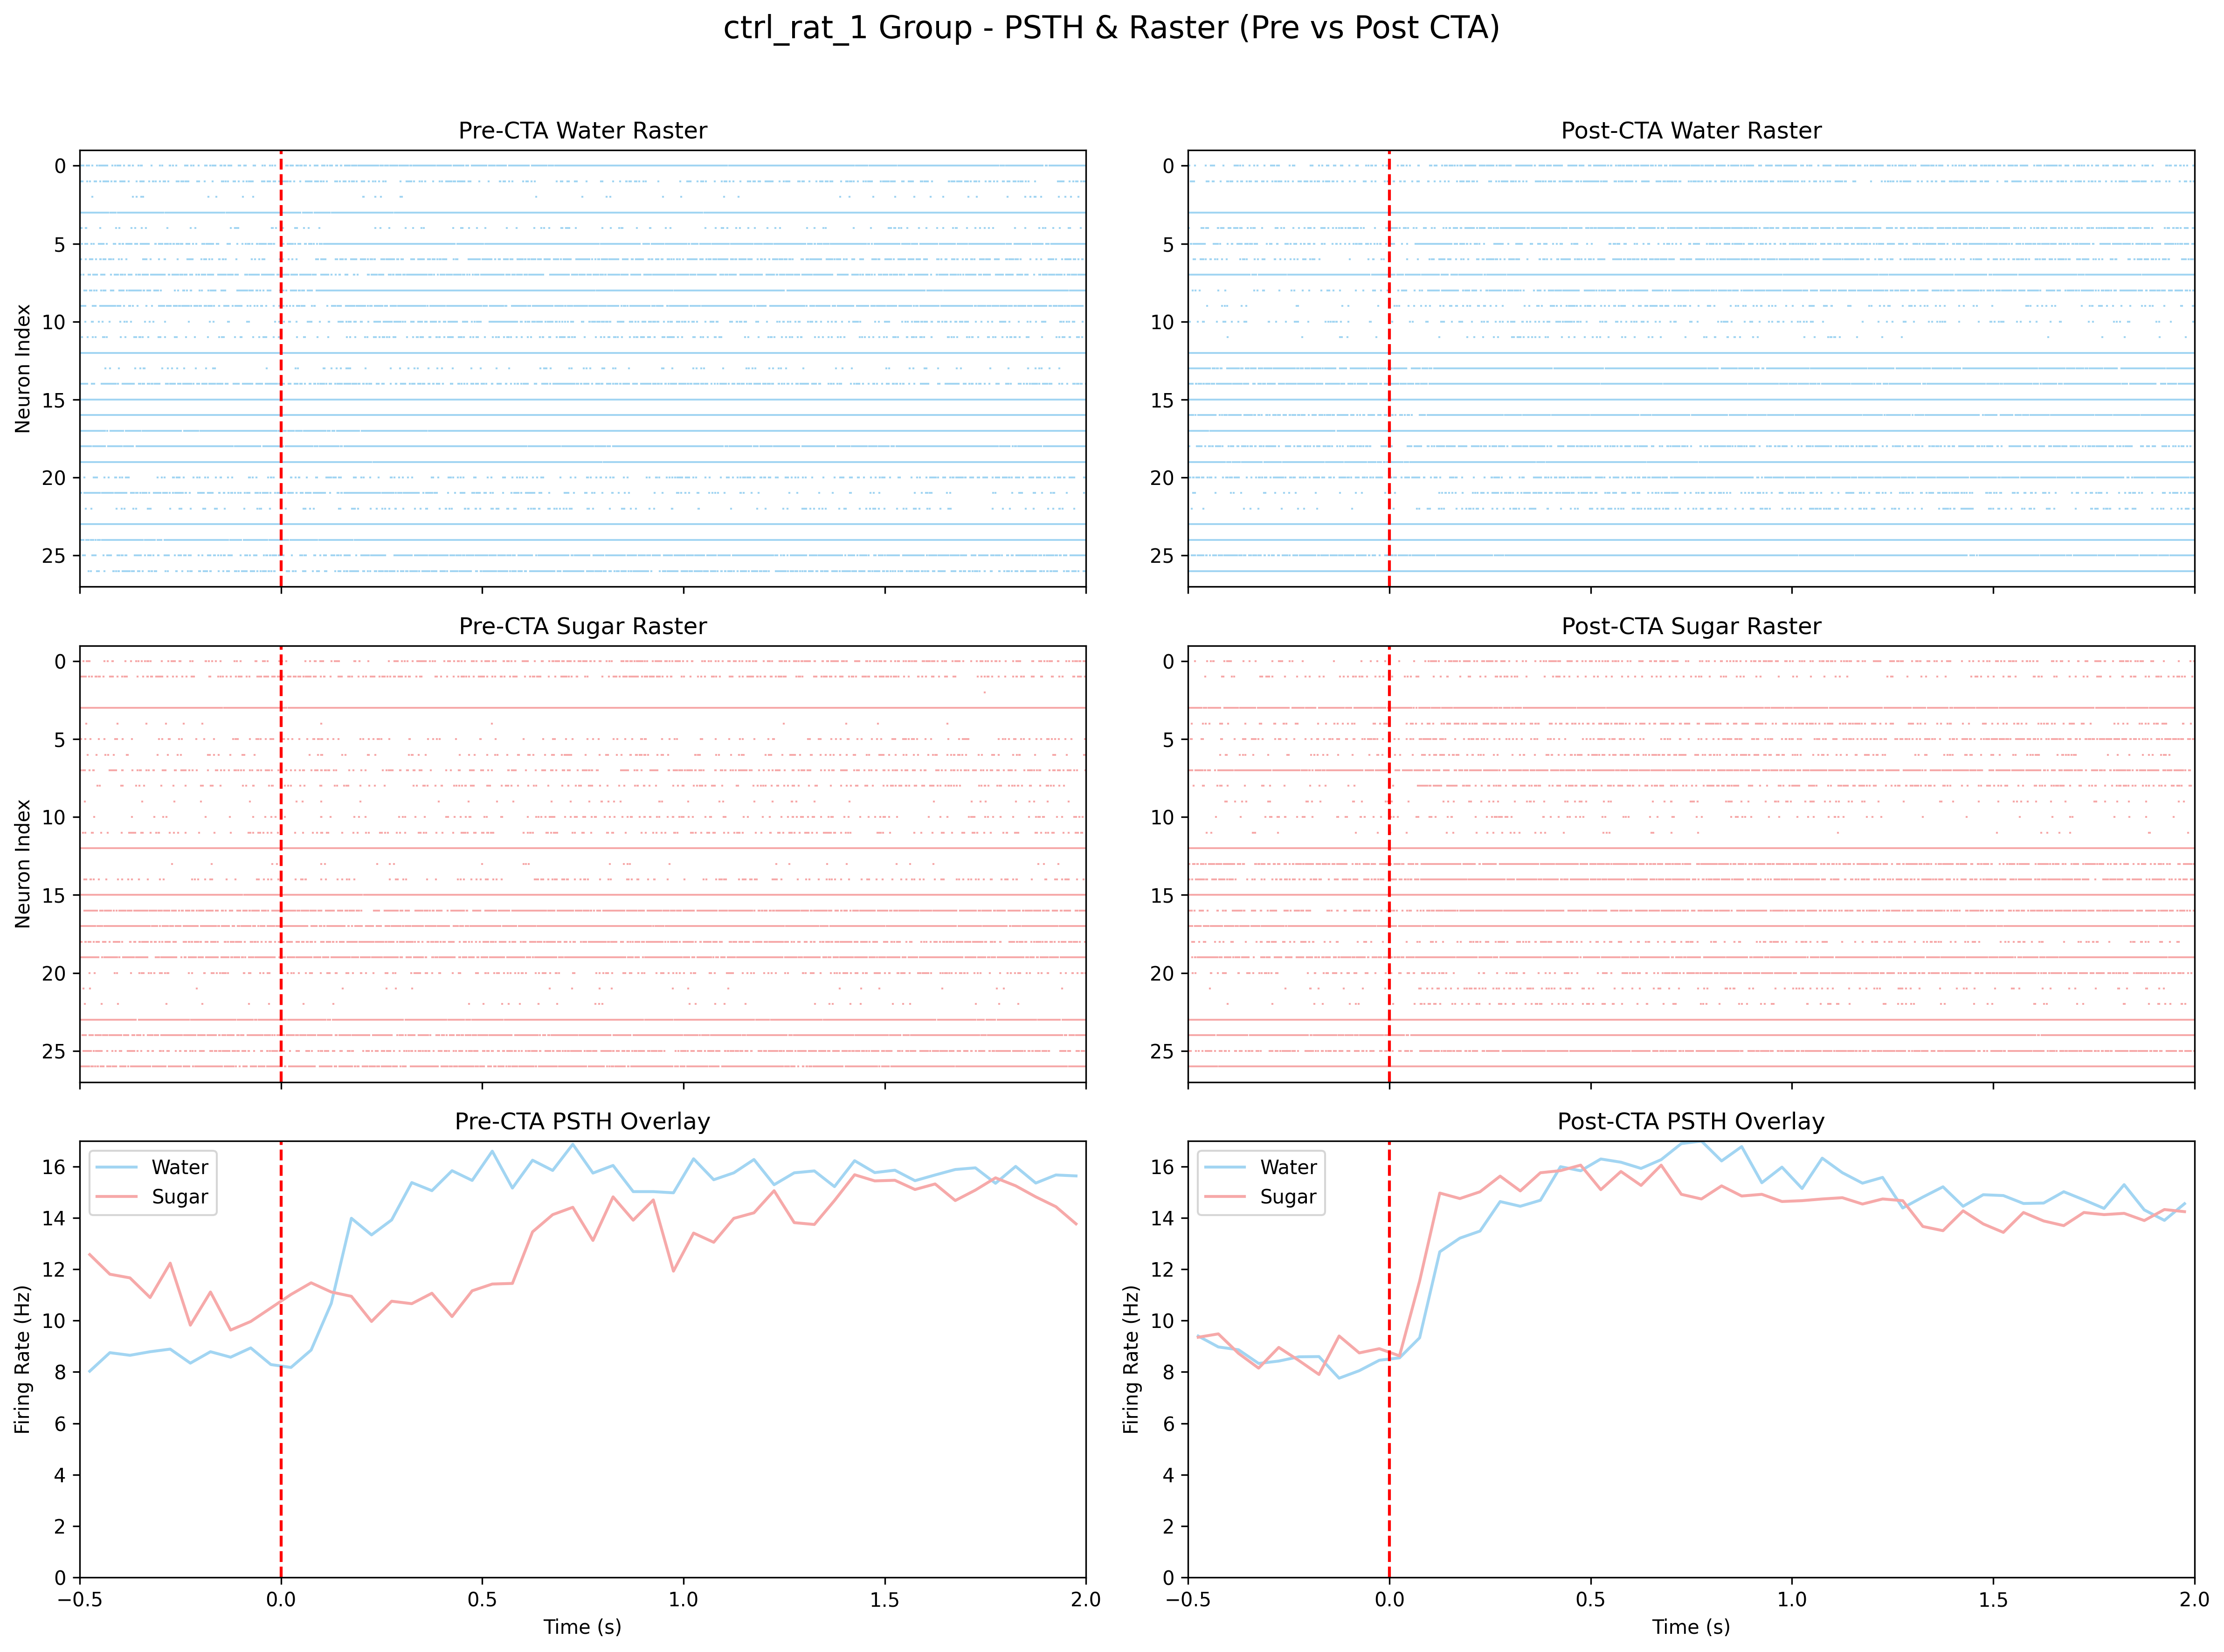 ctrl_rat_1 Group - PSTH & Raster (Pre vs Post CTA)
Pre-CTA Water Raster
Neuron Index
0
5
10
15
20
25
Post-CTA Water Raster
0
5
10
15
20
25
Pre-CTA Sugar Raster
Neuron Index
0
5
10
15
20
25
Post-CTA Sugar Raster
0
5
10
15
20
25
Pre-CTA PSTH Overlay
Water
Sugar
Firing Rate (Hz)
16
14
12
10
8
6
4
2
0
−0.5 0.0 0.5 1.0 1.5 2.0
Time (s)
Post-CTA PSTH Overlay
Water
Sugar
Firing Rate (Hz)
16
14
12
10
8
6
4
2
0
−0.5 0.0 0.5 1.0 1.5 2.0
Time (s)